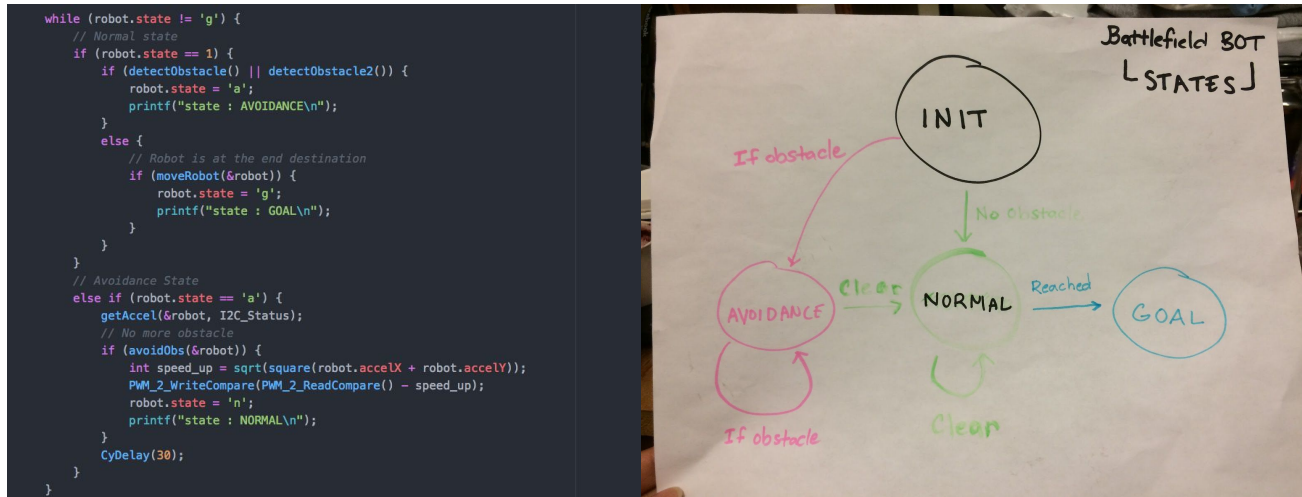 while (robot.state != 'g') {
// Normal state
if (robot.state == 1) {
if (detectObstacle() || detectObstacle2()) {
robot.state = 'a';
printf("state : AVOIDANCE\n");
}
else {
// Robot is at the end destination
if (moveRobot(&robot)) {
robot.state = 'g';
printf("state : GOAL\n");
}
}
}
// Avoidance State
else if (robot.state == 'a') {
getAccel(&robot, I2C_Status);
// No more obstacle
if (avoidObs(&robot)) {
int speed_up = sqrt(square(robot.accelX + robot.accelY));
PWM_2_WriteCompare(PWM_2_ReadCompare() - speed_up);
robot.state = 'n';
printf("state : NORMAL\n");
}
CyDelay(30);
}
}
Battlefield BOT
STATES
INIT
If obstacle
No obstacle
AVOIDANCE
Clear
NORMAL
Reached
GOAL
If obstacle
Clear